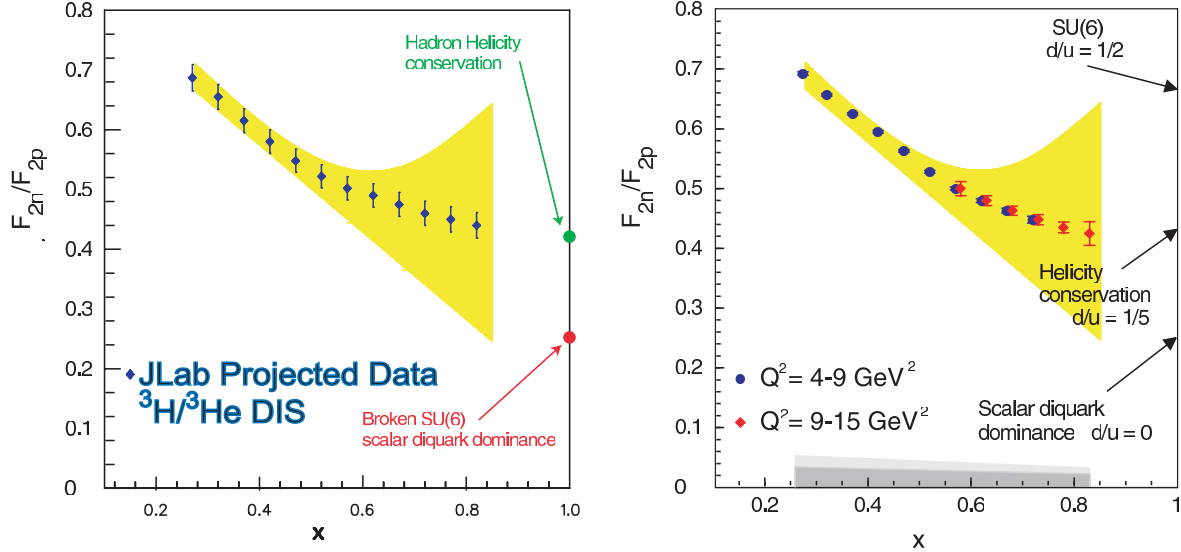 0.8
0.7
0.6
0.5
0.4
0.3
0.2
0.1
0
F2n/F2p
Hadron Helicity
conservation
JLab Projected Data
³H/³He DIS
Broken SU(6)
scalar diquark dominance
0.2
0.4
0.6
0.8
1.0
x
0.8
0.7
0.6
0.5
0.4
0.3
0.2
0.1
0
F2n/F2p
SU(6)
d/u = 1/2
Helicity
conservation
d/u = 1/5
Q² = 4-9 GeV²
Q² = 9-15 GeV²
Scalar diquark
dominance d/u = 0
0.2
0.4
0.6
0.8
1
x